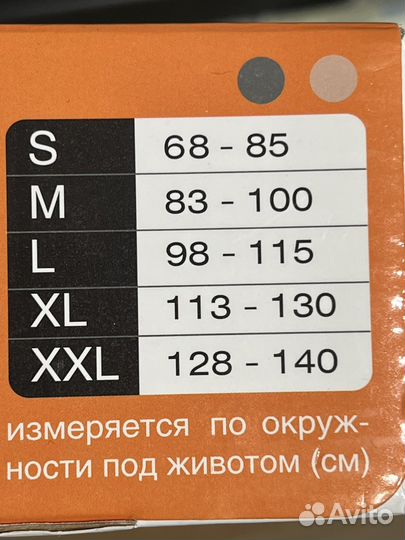 S 68 - 85
M 83 - 100
L 98 - 115
XL 113 - 130
XXL 128 - 140
измеряется по окруж-
ности под животом (см)
Avito